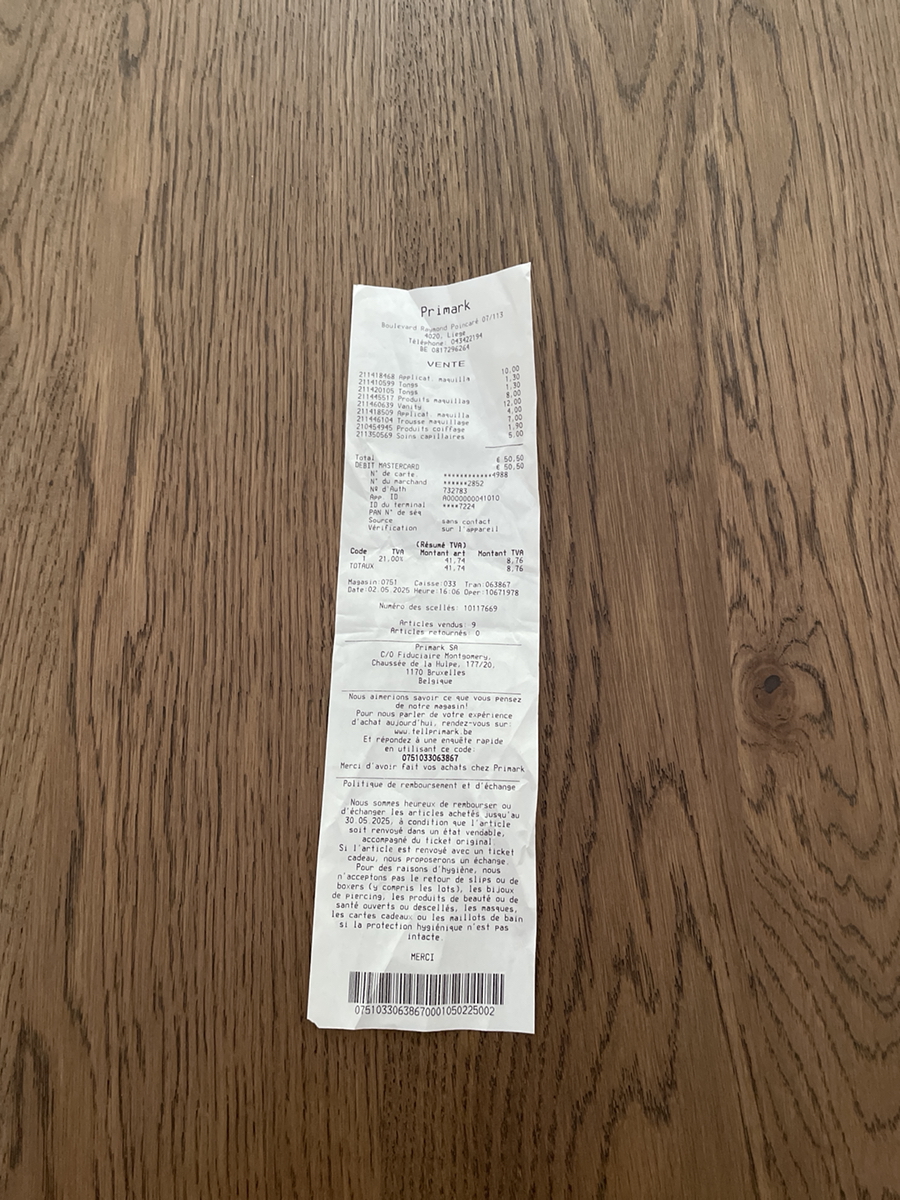 Primark
Boulevard Raymond Poincaré 07/113
4020, Liege
Téléphone: 043422194
BE 0817296264
VENTE
211418468 Applicat. maquilla 10.00
211410599 Tongs 1.30
211420105 Tongs 1.30
211445517 Produits maquillag 8.00
211460639 Vanity 12.00
211418509 Applicat. maquilla 4.00
211446104 Trousse maquillage 7.00
210454945 Produits coiffage 1.90
211350569 Soins capillaires 5.00
Total € 50.50
DEBIT MASTERCARD € 50.50
N° de carte ************4988
N° du marchand ******2852
Nº d'Auth 732783
App ID A0000000041010
ID du terminal ****7224
PAN N° de séq
Source sans contact
Vérification sur l'appareil
(Résumé TVA)
Code TVA Montant art Montant TVA
1 21.00% 41,74 8,76
TOTAUX 41,74 8,76
Magasin:0751 Caisse:033 Tran:063867
Date:02.05.2025 Heure:16:06 Oper:10671978
Numéro des scellés: 10117669
Articles vendus: 9
Articles retournés: 0
Primark SA
C/O Fiduciaire Montgomery,
Chaussée de la Hulpe, 177/20,
1170 Bruxelles
Belgique
Nous aimerions savoir ce que vous pensez
de notre magasin!
Pour nous parler de votre expérience
d'achat aujourd'hui, rendez-vous sur:
www.tellprimark.be
Et répondez à une enquête rapide
en utilisant ce code:
0751033063867
Merci d'avoir fait vos achats chez Primark
Politique de remboursement et d'échange
Nous sommes heureux de rembourser ou
d'échanger les articles achetés jusqu'au
30.05.2025, à condition que l'article
soit renvoyé dans un état vendable,
accompagné du ticket original.
Si l'article est renvoyé avec un ticket
cadeau, nous proposerons un échange.
Pour des raisons d'hygiène, nous
n'acceptons pas le retour de slips ou de
boxers (y compris les lots), les bijoux
de piercing, les produits de beauté ou de
santé ouverts ou descellés, les masques,
les cartes cadeaux ou les maillots de bain
si la protection hygiénique n'est pas
intacte.
MERCI
07510330638670001050225002